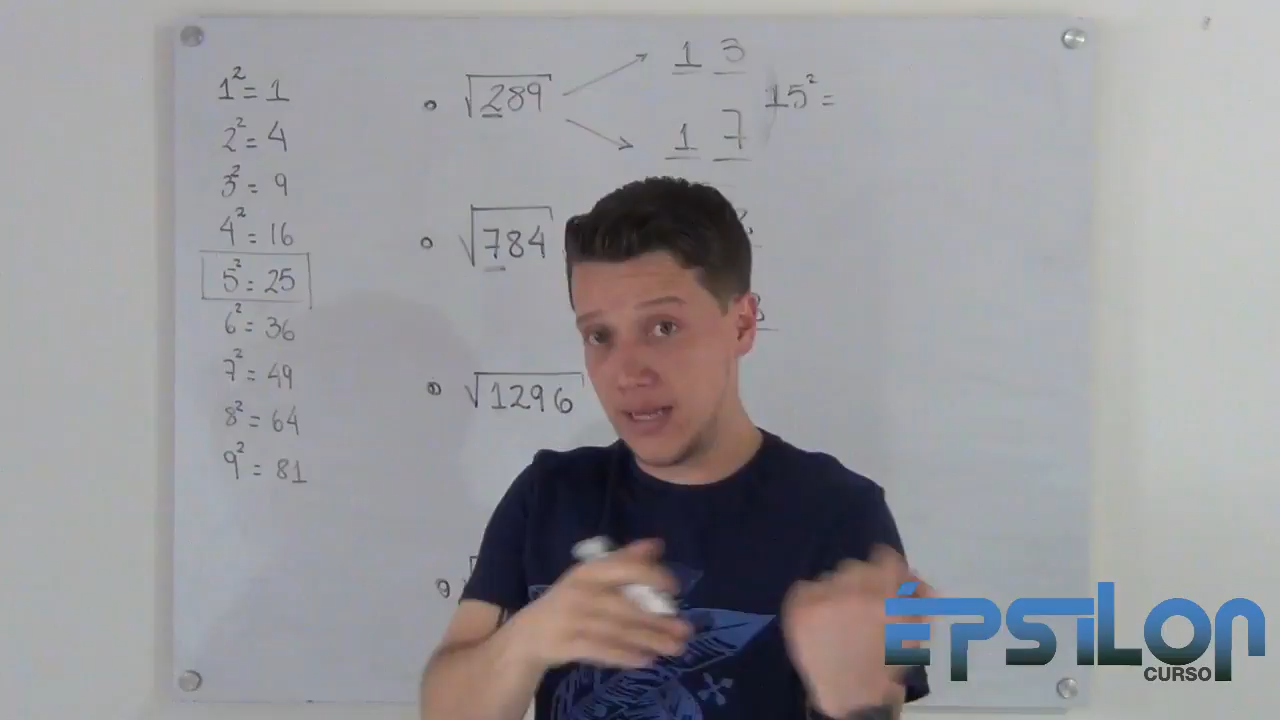 1² = 1
2² = 4
3² = 9
4² = 16
5² = 25
6² = 36
7² = 49
8² = 64
9² = 81
√289
1 3
1 7
15² =
√784
√1296
ÉPSILON
CURSO